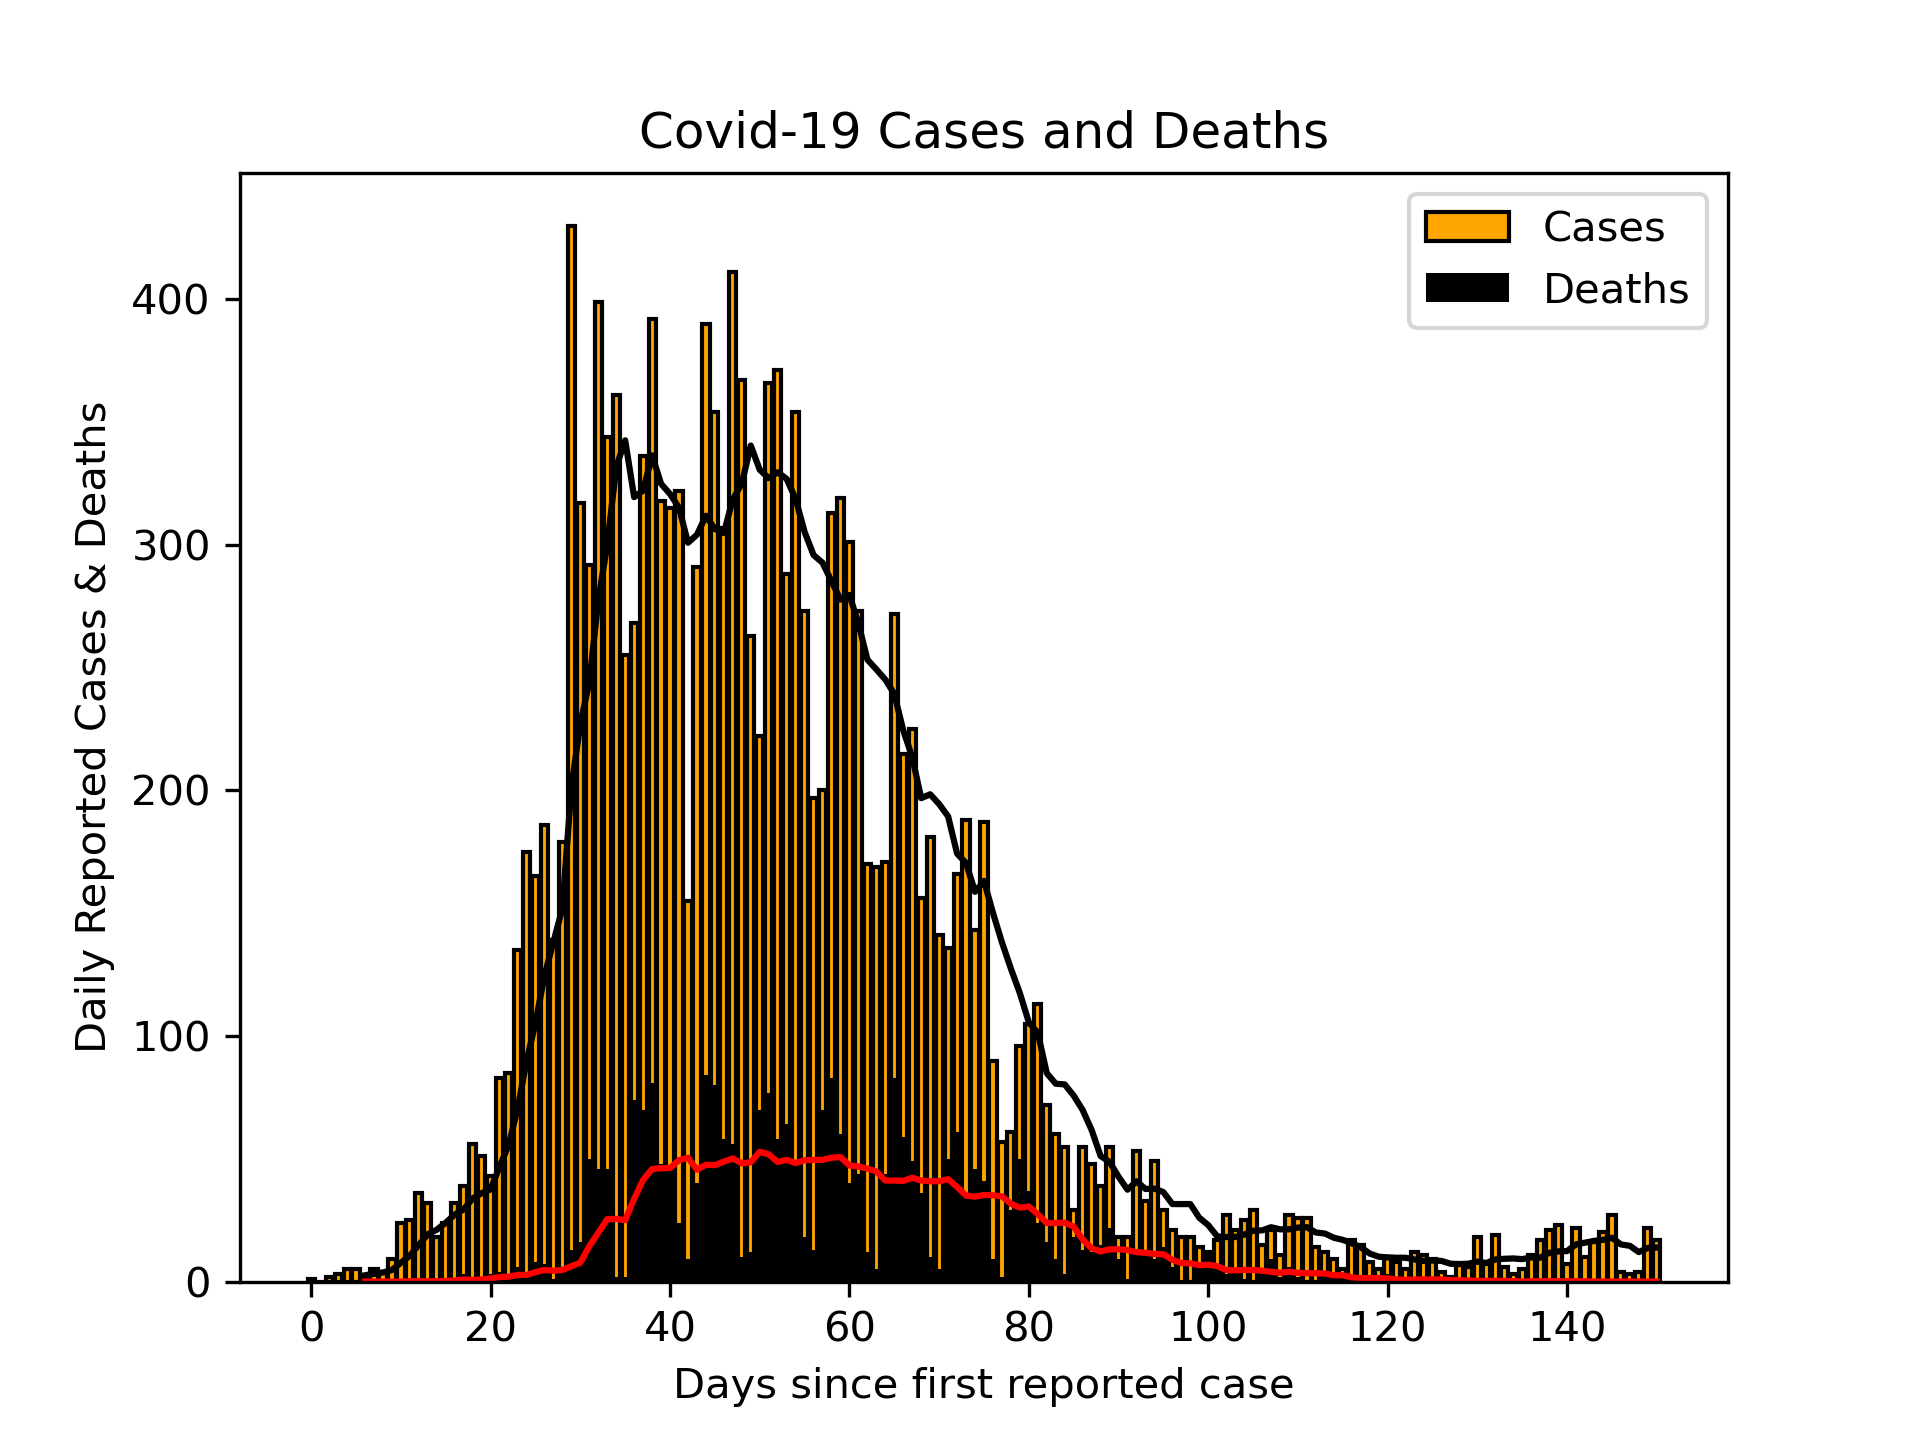 Covid-19 Cases and Deaths
Cases
Deaths
400
300
200
100
0
Daily Reported Cases & Deaths
0 20 40 60 80 100 120 140
Days since first reported case